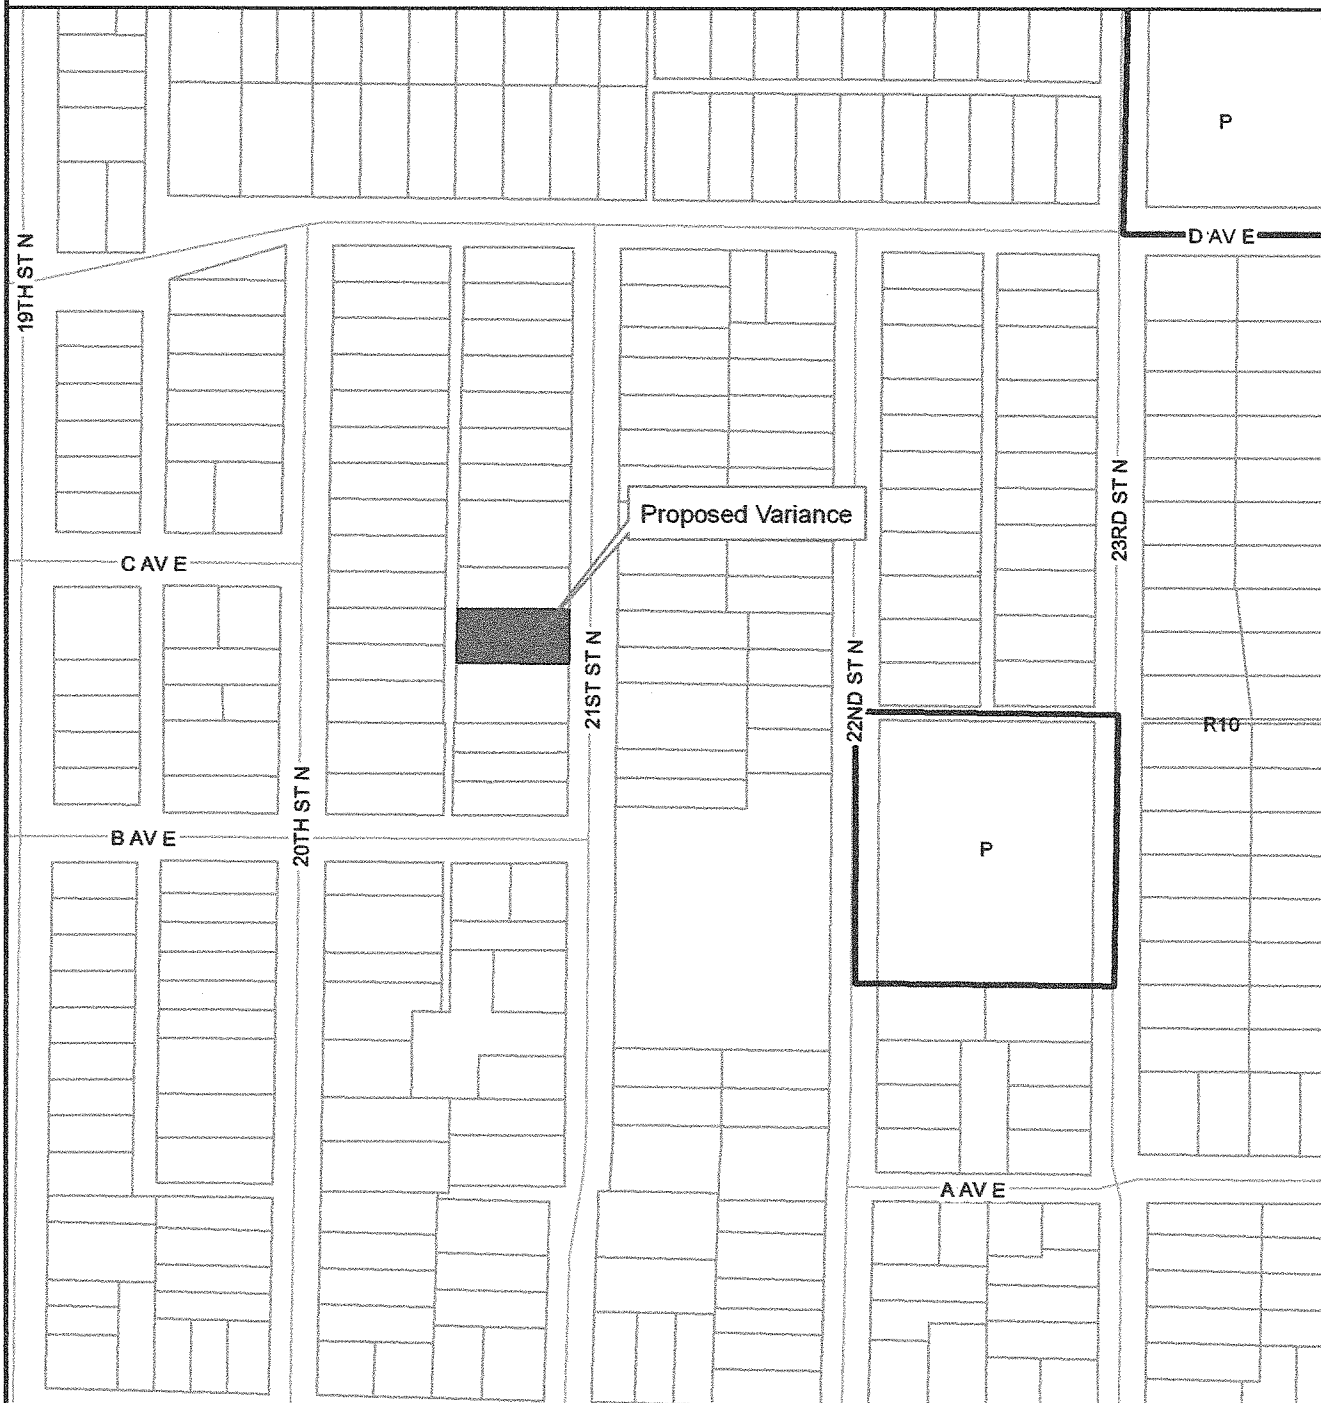 P
D AV E
19TH ST N
Proposed Variance
23RD ST N
C AV E
21ST ST N
22ND ST N
R10
20TH ST N
B AV E
P
A AV E